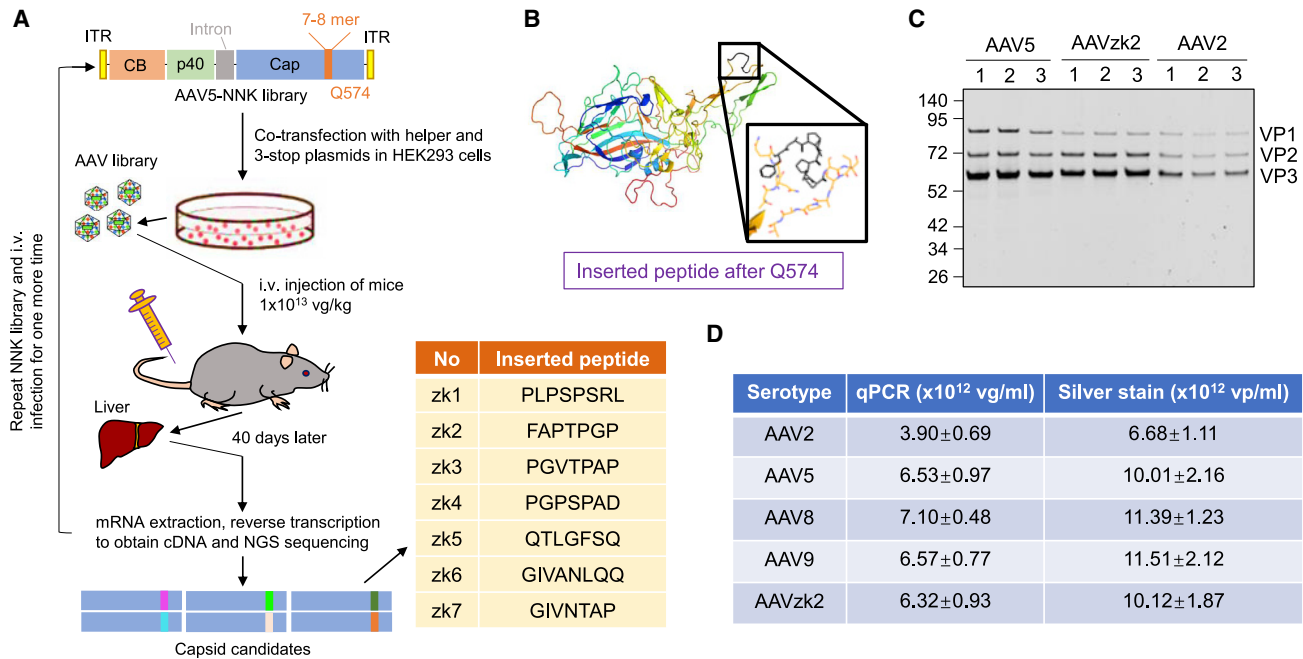 A
ITR
Intron
7-8 mer
ITR
CB
p40
Cap
Q574
AAV5-NNK library
Co-transfection with helper and
3-stop plasmids in HEK293 cells
AAV library
Repeat NNK library and i.v.
infection for one more time
i.v. injection of mice
1x10¹³ vg/kg
Liver
40 days later
mRNA extraction, reverse transcription
to obtain cDNA and NGS sequencing
Capsid candidates
No Inserted peptide
zk1 PLPSPSRL
zk2 FAPTPGP
zk3 PGVTPAP
zk4 PGPSPAD
zk5 QTLGFSQ
zk6 GIVANLQQ
zk7 GIVNTAP
B
Inserted peptide after Q574
C
AAV5 AAVzk2 AAV2
1 2 3 1 2 3 1 2 3
140
95
72
52
42
34
26
VP1
VP2
VP3
D
Serotype qPCR (x10¹² vg/ml) Silver stain (x10¹² vp/ml)
AAV2 3.90±0.69 6.68±1.11
AAV5 6.53±0.97 10.01±2.16
AAV8 7.10±0.48 11.39±1.23
AAV9 6.57±0.77 11.51±2.12
AAVzk2 6.32±0.93 10.12±1.87